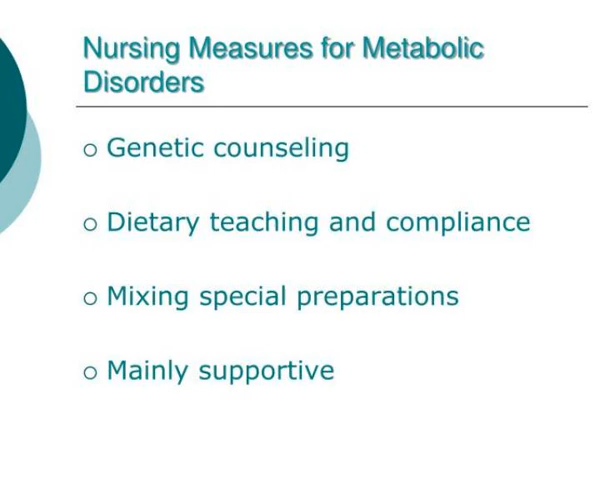 Nursing Measures for Metabolic
Disorders
Genetic counseling
Dietary teaching and compliance
Mixing special preparations
Mainly supportive